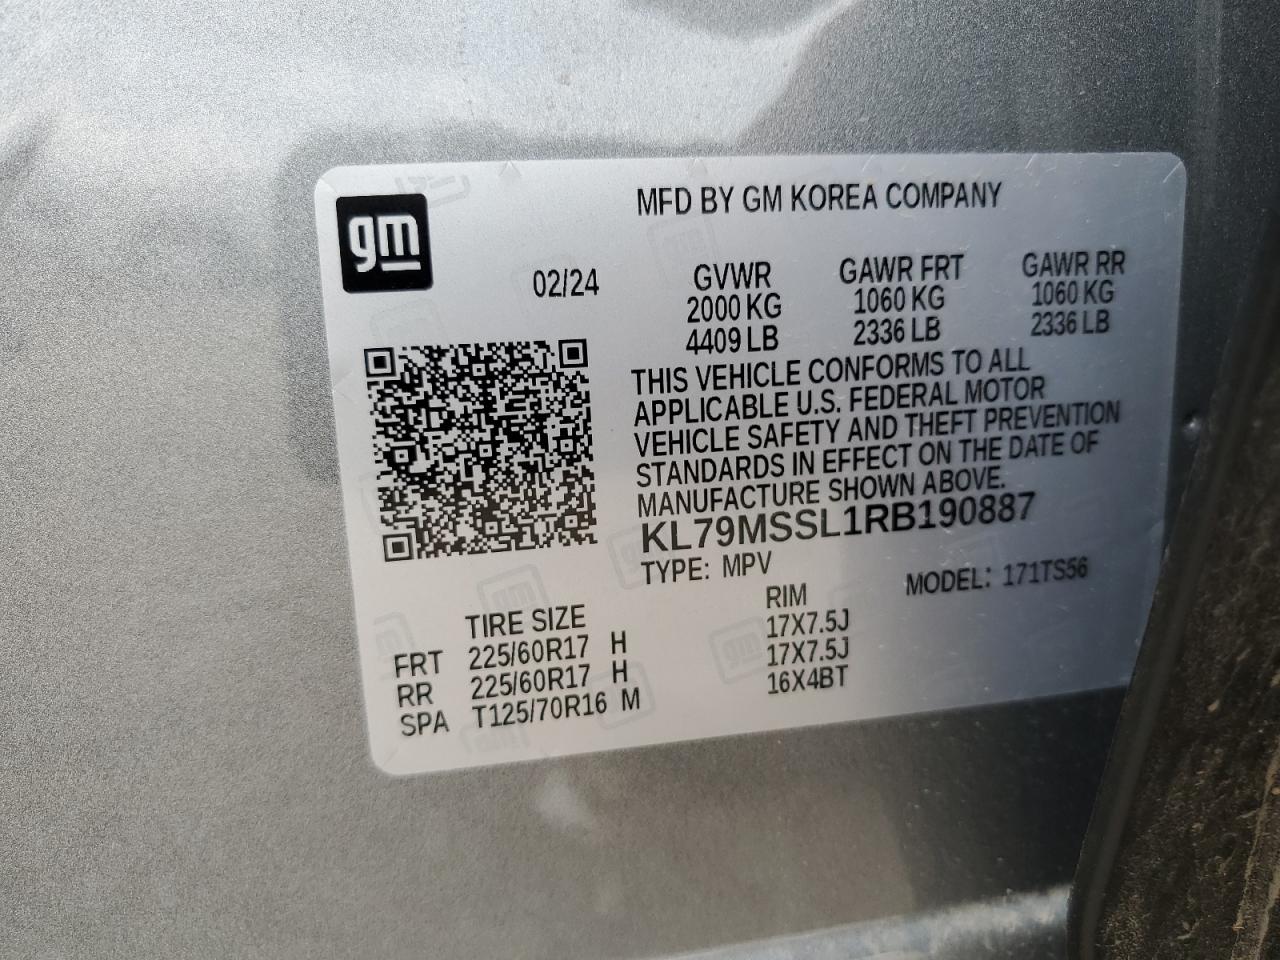 gm
MFD BY GM KOREA COMPANY
02/24 GVWR GAWR FRT GAWR RR
2000 KG 1060 KG 1060 KG
4409 LB 2336 LB 2336 LB
THIS VEHICLE CONFORMS TO ALL
APPLICABLE U.S. FEDERAL MOTOR
VEHICLE SAFETY AND THEFT PREVENTION
STANDARDS IN EFFECT ON THE DATE OF
MANUFACTURE SHOWN ABOVE.
KL79MSSL1RB190887
TYPE: MPV MODEL: 171TS56
TIRE SIZE RIM
FRT 225/60R17 H 17X7.5J
RR 225/60R17 H 17X7.5J
SPA T125/70R16 M 16X4BT